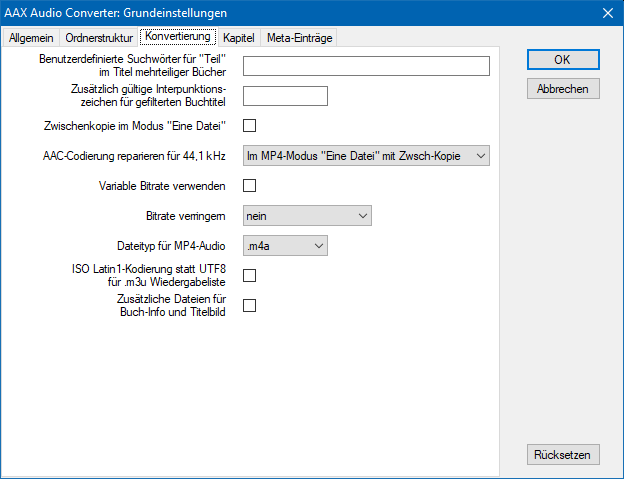 AAX Audio Converter: Grundeinstellungen
Allgemein Ordnerstruktur Konvertierung Kapitel Meta-Einträge
Benutzerdefinierte Suchwörter für "Teil"
im Titel mehrteiliger Bücher
OK
Zusätzlich gültige Interpunktions-
zeichen für gefilterten Buchtitel
Abbrechen
Zwischenkopie im Modus "Eine Datei"
AAC-Codierung reparieren für 44,1 kHz Im MP4-Modus "Eine Datei" mit Zwsch-Kopie
Variable Bitrate verwenden
Bitrate verringern nein
Dateityp für MP4-Audio .m4a
ISO Latin1-Kodierung statt UTF8
für .m3u Wiedergabeliste
Zusätzliche Dateien für
Buch-Info und Titelbild
Rücksetzen